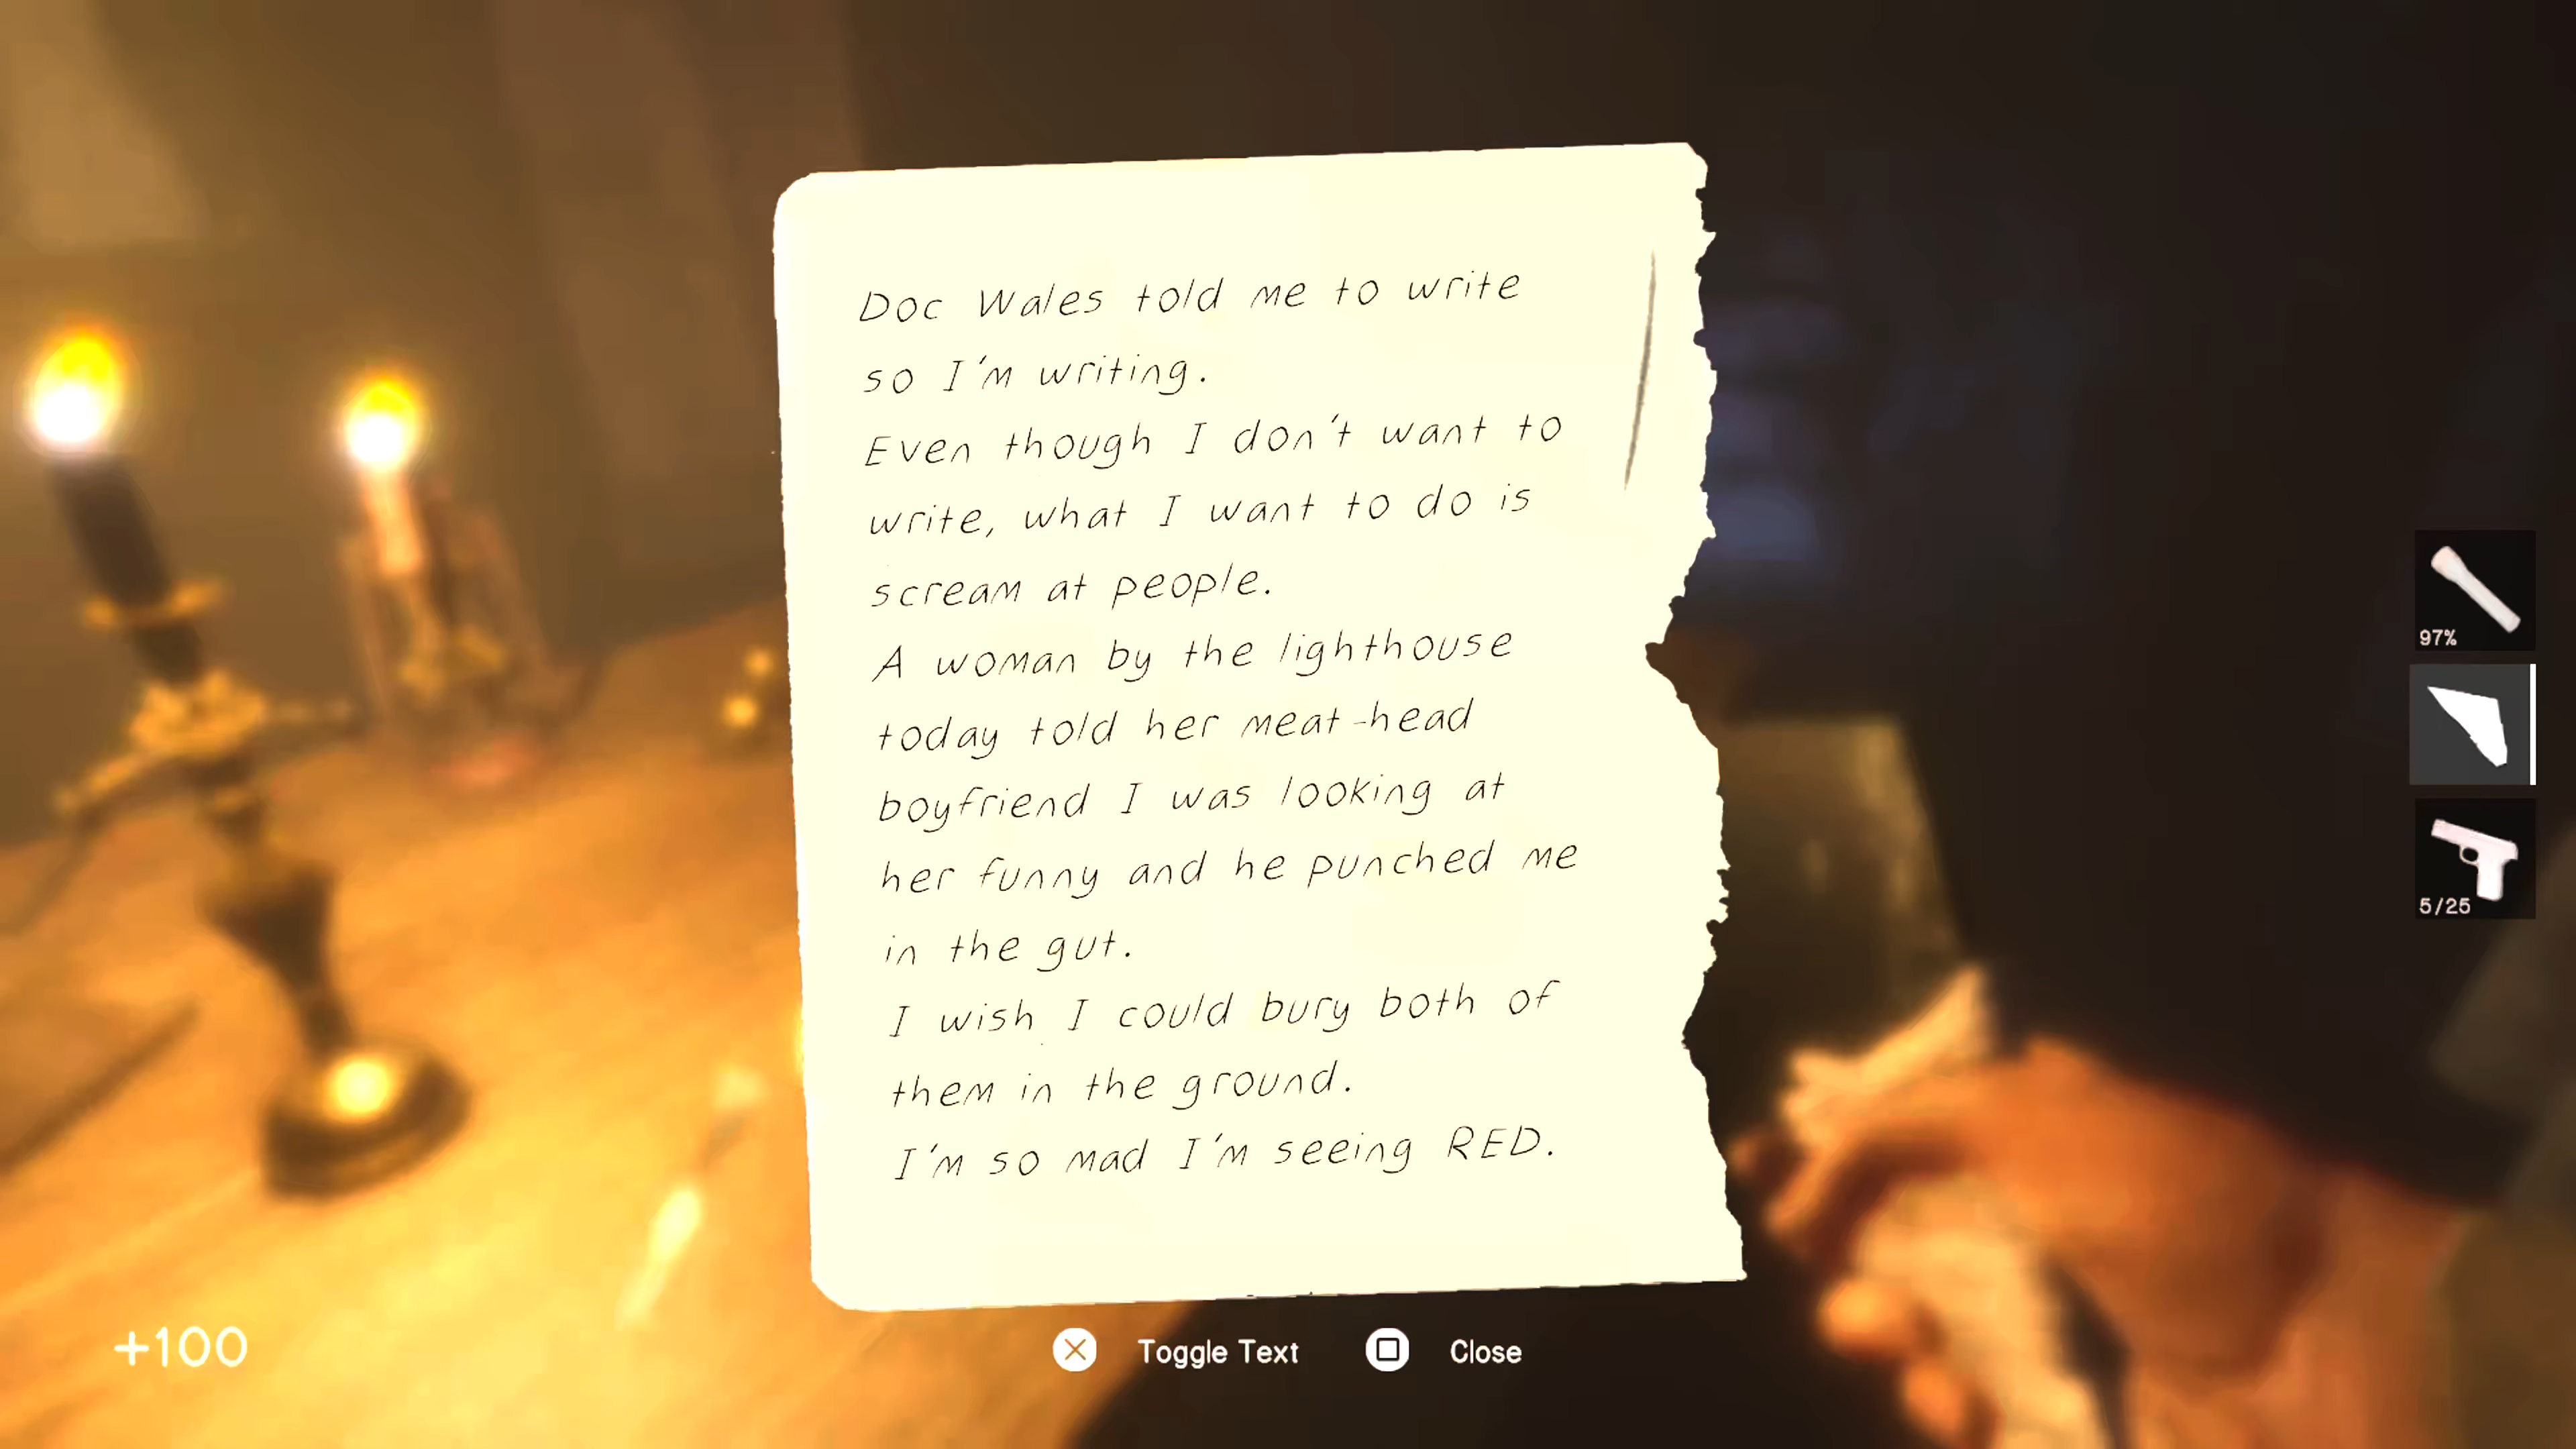 Doc Wales told me to write
so I'm writing.
Even though I don't want to
write, what I want to do is
scream at people.
A woman by the lighthouse
today told her meat-head
boyfriend I was looking at
her funny and he punched me
in the gut.
I wish I could bury both of
them in the ground.
I'm so mad I'm seeing RED.
97%
5/25
+100
Toggle Text Close